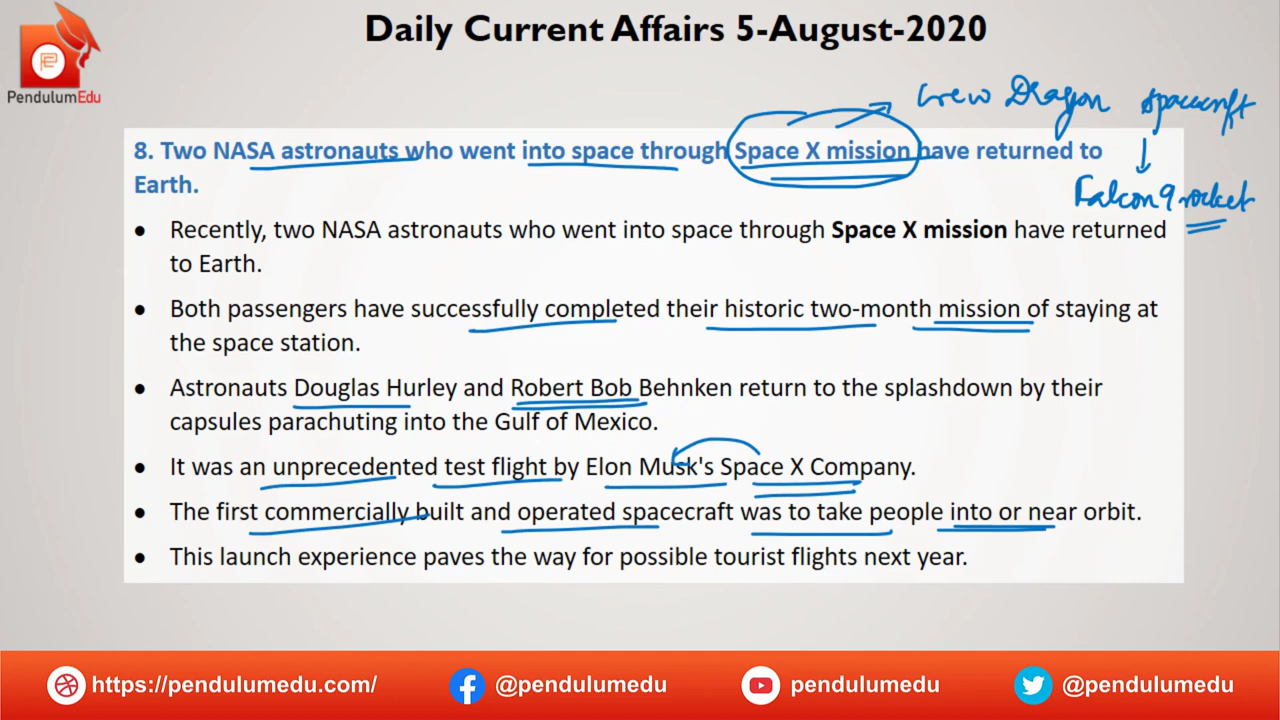 Daily Current Affairs 5-August-2020
PendulumEdu
Crew Dragon spacecraft
Falcon 9 rocket
8. Two NASA astronauts who went into space through Space X mission have returned to
Earth.
● Recently, two NASA astronauts who went into space through Space X mission have returned
to Earth.
● Both passengers have successfully completed their historic two-month mission of staying at
the space station.
● Astronauts Douglas Hurley and Robert Bob Behnken return to the splashdown by their
capsules parachuting into the Gulf of Mexico.
● It was an unprecedented test flight by Elon Musk's Space X Company.
● The first commercially built and operated spacecraft was to take people into or near orbit.
● This launch experience paves the way for possible tourist flights next year.
https://pendulumedu.com/ @pendulumedu pendulumedu @pendulumedu